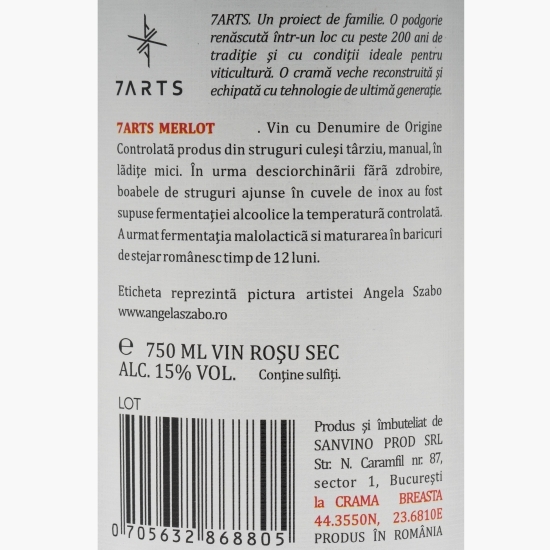 7ARTS. Un proiect de familie. O podgorie
renăscută într-un loc cu peste 200 ani de
tradiție și cu condiții ideale pentru
viticultură. O cramă veche reconstruită și
echipată cu tehnologie de ultimă generație.
7ARTS
7ARTS MERLOT . Vin cu Denumire de Origine
Controlată produs din struguri culeși târziu, manual, în
lădițe mici. În urma desciorchinării fără zdrobire,
boabele de struguri ajunse în cuvele de inox au fost
supuse fermentației alcoolice la temperatură controlată.
A urmat fermentația malolactică si maturarea în baricuri
de stejar românesc timp de 12 luni.
Eticheta reprezintă pictura artistei Angela Szabo
www.angelaszabo.ro
e 750 ML VIN ROȘU SEC
ALC. 15% VOL. Conține sulfiți.
LOT
0 705632 868805
Produs și îmbuteliat de
SANVINO PROD SRL
Str. N. Caramfil nr. 87,
sector 1, București
la CRAMA BREASTA
44.3550N, 23.6810E
PRODUS ÎN ROMÂNIA